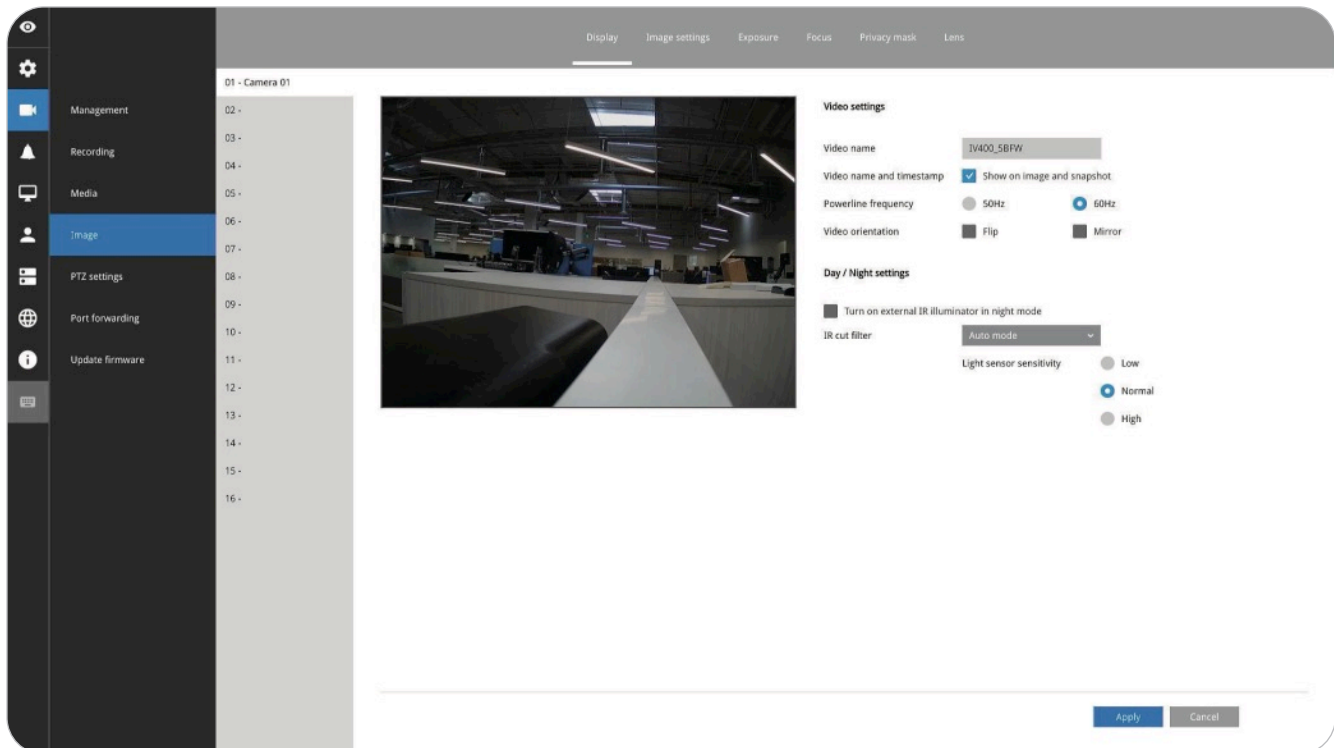 Display Image settings Exposure Focus Privacy mask Lens
Management
Recording
Media
Image
PTZ settings
Port forwarding
Update firmware
01 - Camera 01
02 -
03 -
04 -
05 -
06 -
07 -
08 -
09 -
10 -
11 -
12 -
13 -
14 -
15 -
16 -
Video settings
Video name IV400_5BFW
Video name and timestamp Show on image and snapshot
Powerline frequency 50Hz 60Hz
Video orientation Flip Mirror
Day / Night settings
Turn on external IR illuminator in night mode
IR cut filter Auto mode
Light sensor sensitivity Low
Normal
High
Apply Cancel